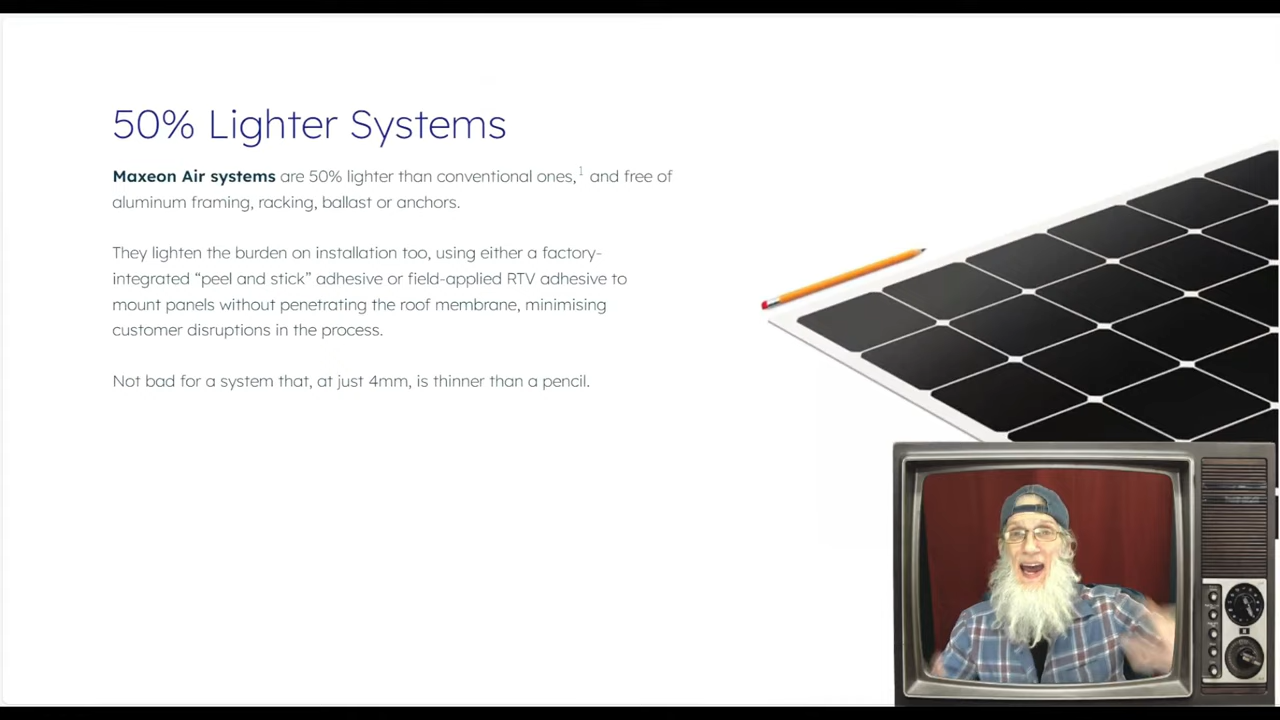 50% Lighter Systems
Maxeon Air systems are 50% lighter than conventional ones,¹ and free of
aluminum framing, racking, ballast or anchors.
They lighten the burden on installation too, using either a factory-
integrated “peel and stick” adhesive or field-applied RTV adhesive to
mount panels without penetrating the roof membrane, minimising
customer disruptions in the process.
Not bad for a system that, at just 4mm, is thinner than a pencil.